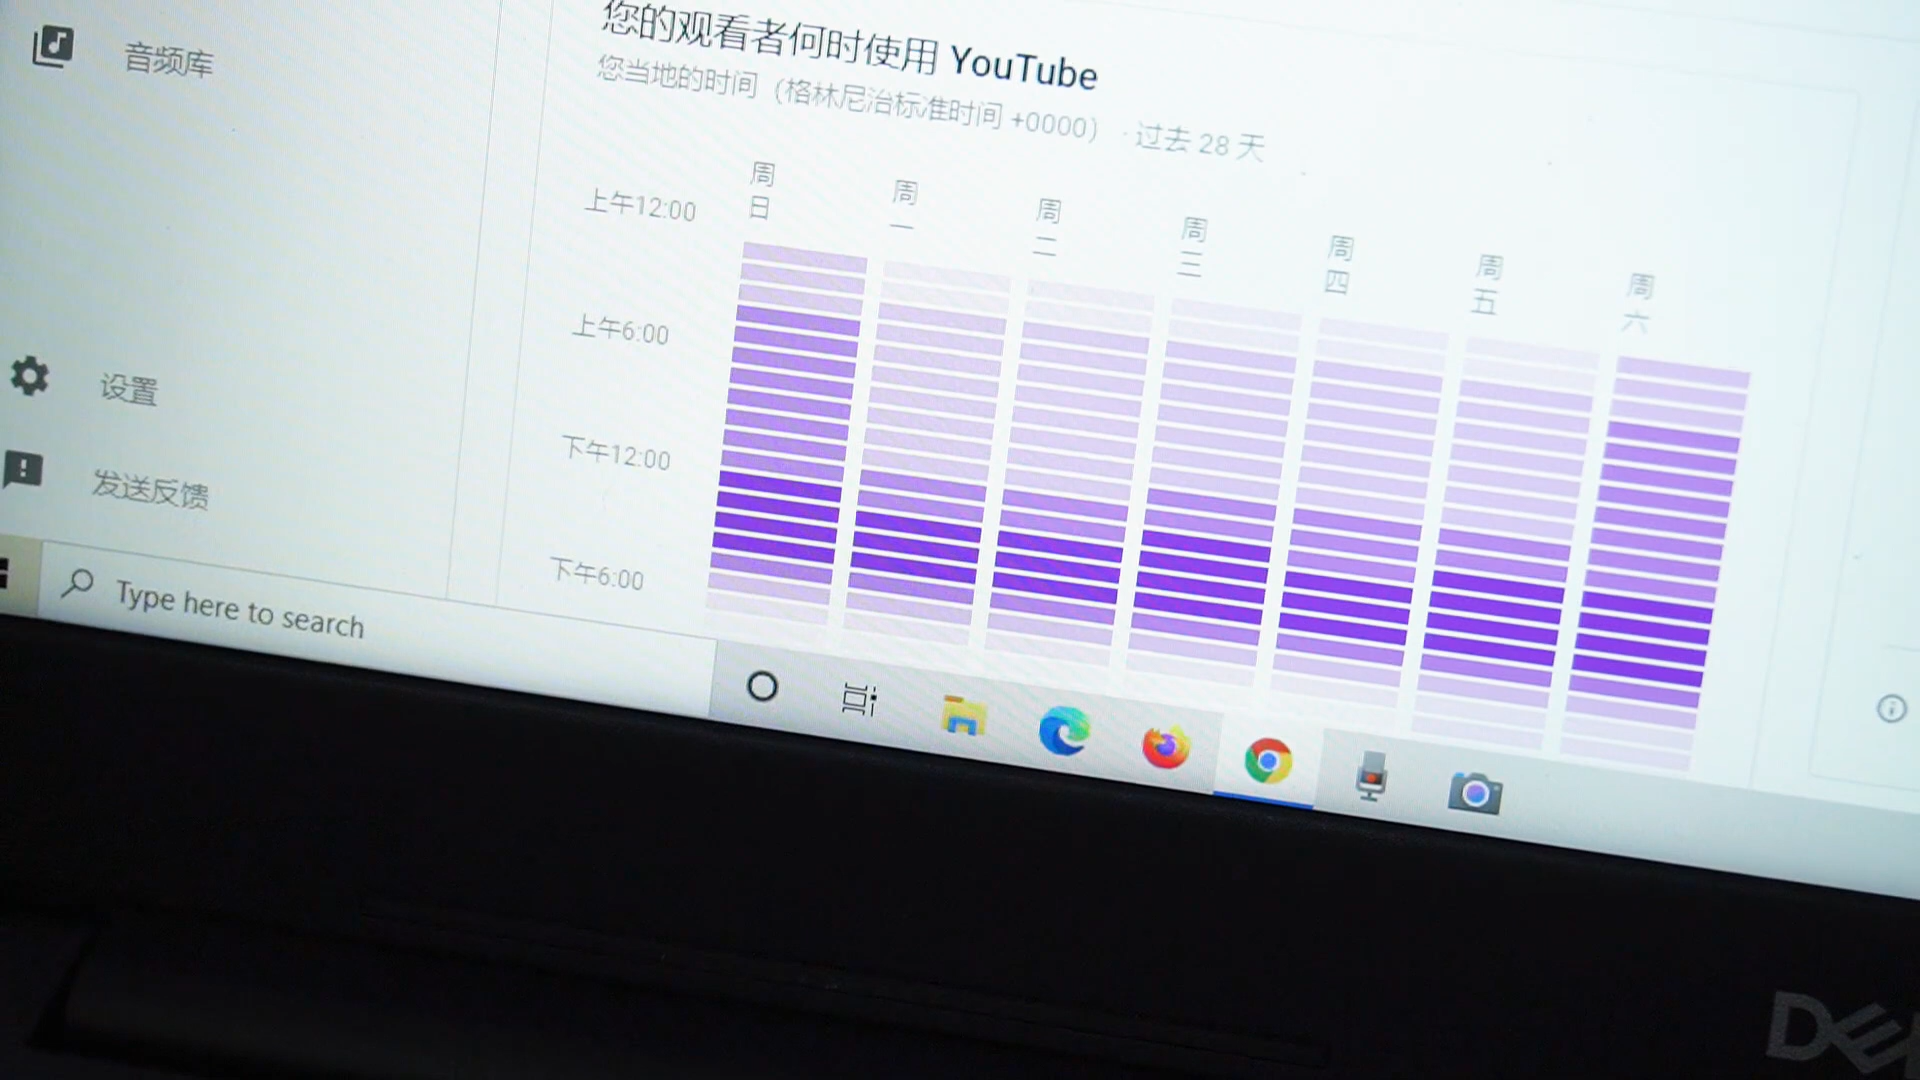 音频库
您的观看者何时使用 YouTube
您当地的时间（格林尼治标准时间 +0000） · 过去 28 天
周日
周一
周二
周三
周四
周五
周六
上午12:00
上午6:00
下午12:00
下午6:00
设置
发送反馈
Type here to search